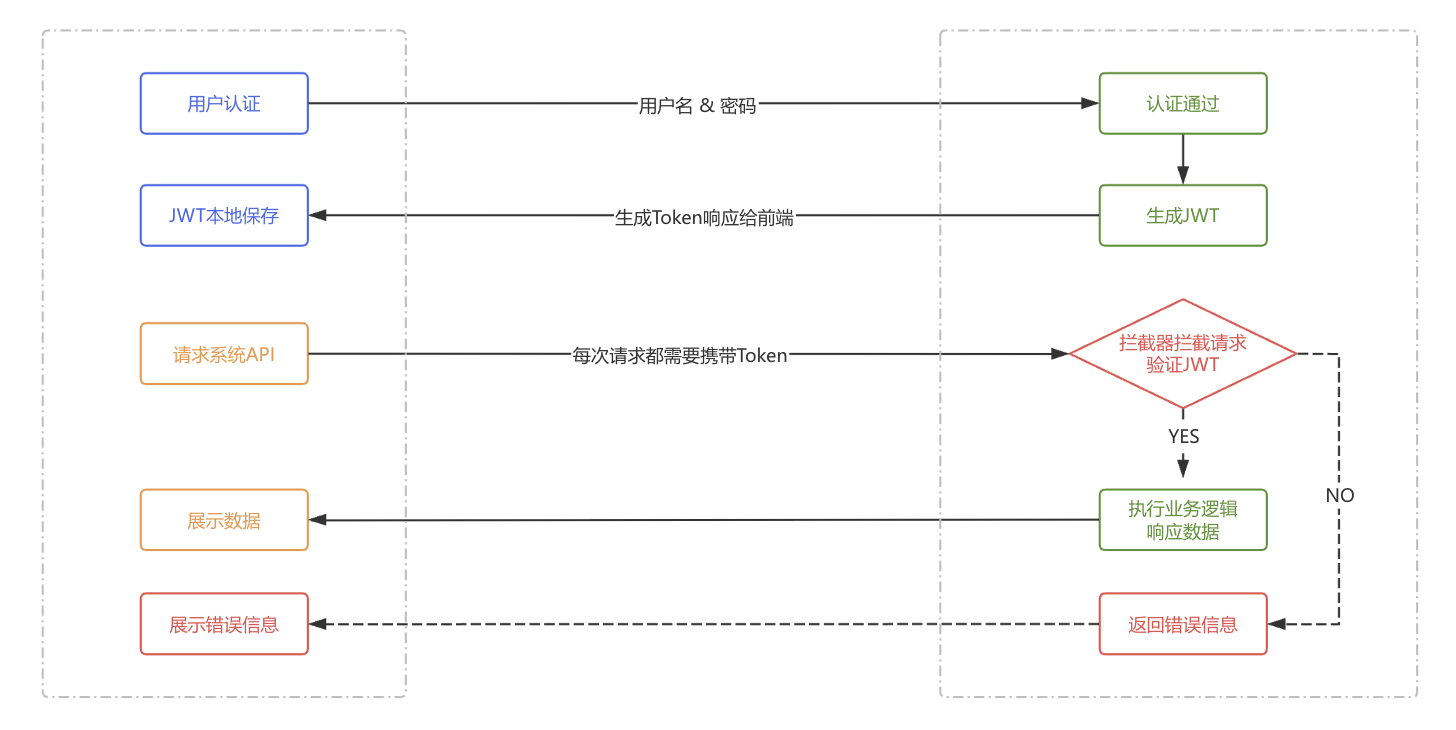 用户认证
用户名 & 密码
认证通过
JWT本地保存
生成Token响应给前端
生成JWT
请求系统API
每次请求都需要携带Token
拦截器拦截请求
验证JWT
YES
NO
展示数据
执行业务逻辑
响应数据
展示错误信息
返回错误信息